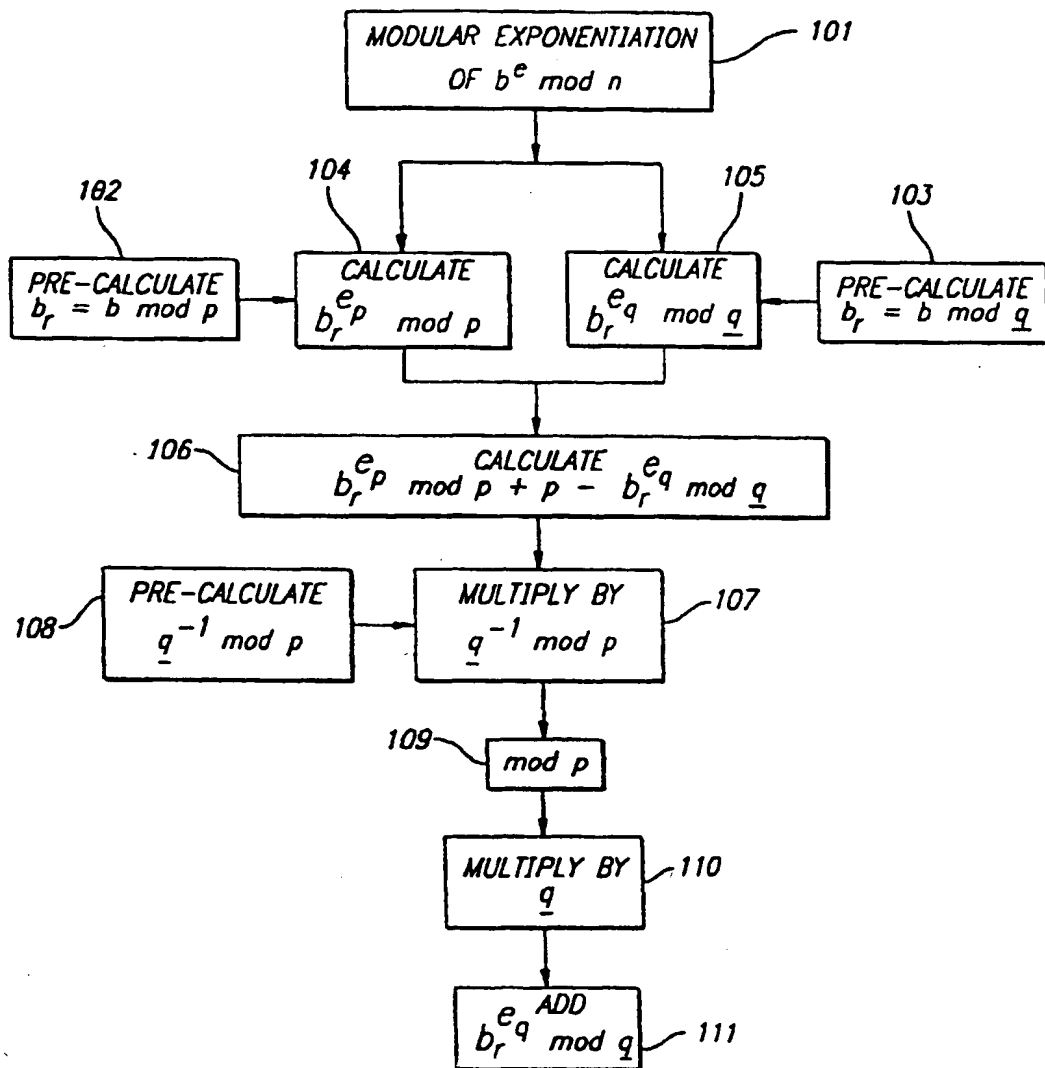 MODULAR EXPONENTIATION
OF b^e mod n
101
104
105
102
103
PRE-CALCULATE
b_r = b mod p
CALCULATE
b_r^e_p mod p
CALCULATE
b_r^e_q mod q
PRE-CALCULATE
b_r = b mod q
106
CALCULATE
b_r^e_p mod p + p - b_r^e_q mod q
108
PRE-CALCULATE
q^-1 mod p
MULTIPLY BY
q^-1 mod p
107
109
mod p
MULTIPLY BY
q
110
ADD
b_r^e_q mod q
111